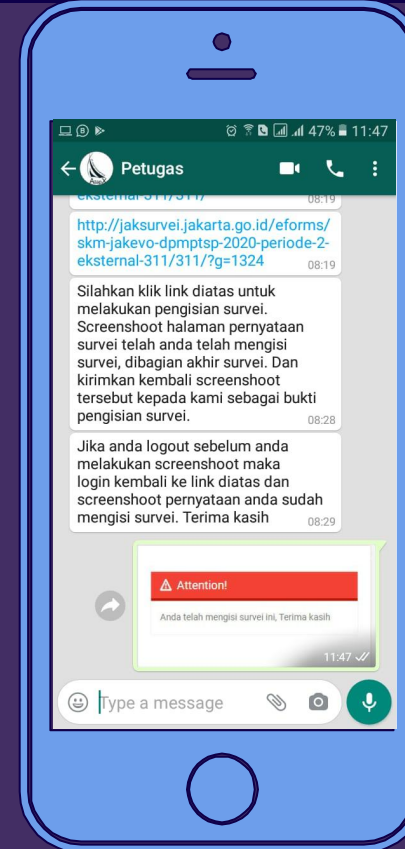 47% 11:47
Petugas
eksternal-311/311/
08:19
http://jaksurvei.jakarta.go.id/eforms/
skm-jakevo-dpmptsp-2020-periode-2-
eksternal-311/311/?g=1324
08:19
Silahkan klik link diatas untuk
melakukan pengisian survei.
Screenshoot halaman pernyataan
survei telah anda telah mengisi
survei, dibagian akhir survei. Dan
kirimkan kembali screenshoot
tersebut kepada kami sebagai bukti
pengisian survei.
08:28
Jika anda logout sebelum anda
melakukan screenshoot maka
login kembali ke link diatas dan
screenshoot pernyataan anda sudah
mengisi survei. Terima kasih
08:29
Attention!
Anda telah mengisi survei ini, Terima kasih
11:47
Type a message